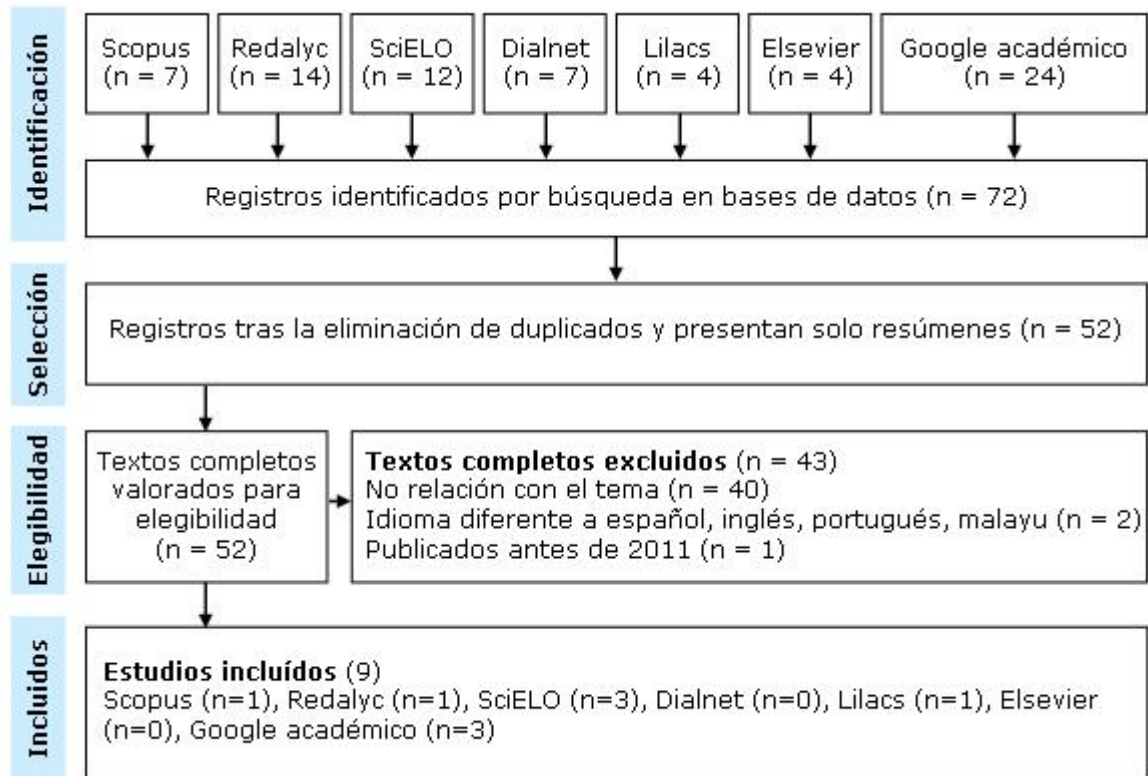 Identificación
Scopus
(n = 7)
Redalyc
(n = 14)
SciELO
(n = 12)
Dialnet
(n = 7)
Lilacs
(n = 4)
Elsevier
(n = 4)
Google académico
(n = 24)
Registros identificados por búsqueda en bases de datos (n = 72)
Selección
Registros tras la eliminación de duplicados y presentan solo resúmenes (n = 52)
Elegibilidad
Textos completos
valorados para
elegibilidad
(n = 52)
Textos completos excluidos (n = 43)
No relación con el tema (n = 40)
Idioma diferente a español, inglés, portugués, malayu (n = 2)
Publicados antes de 2011 (n = 1)
Incluidos
Estudios incluídos (9)
Scopus (n=1), Redalyc (n=1), SciELO (n=3), Dialnet (n=0), Lilacs (n=1), Elsevier
(n=0), Google académico (n=3)